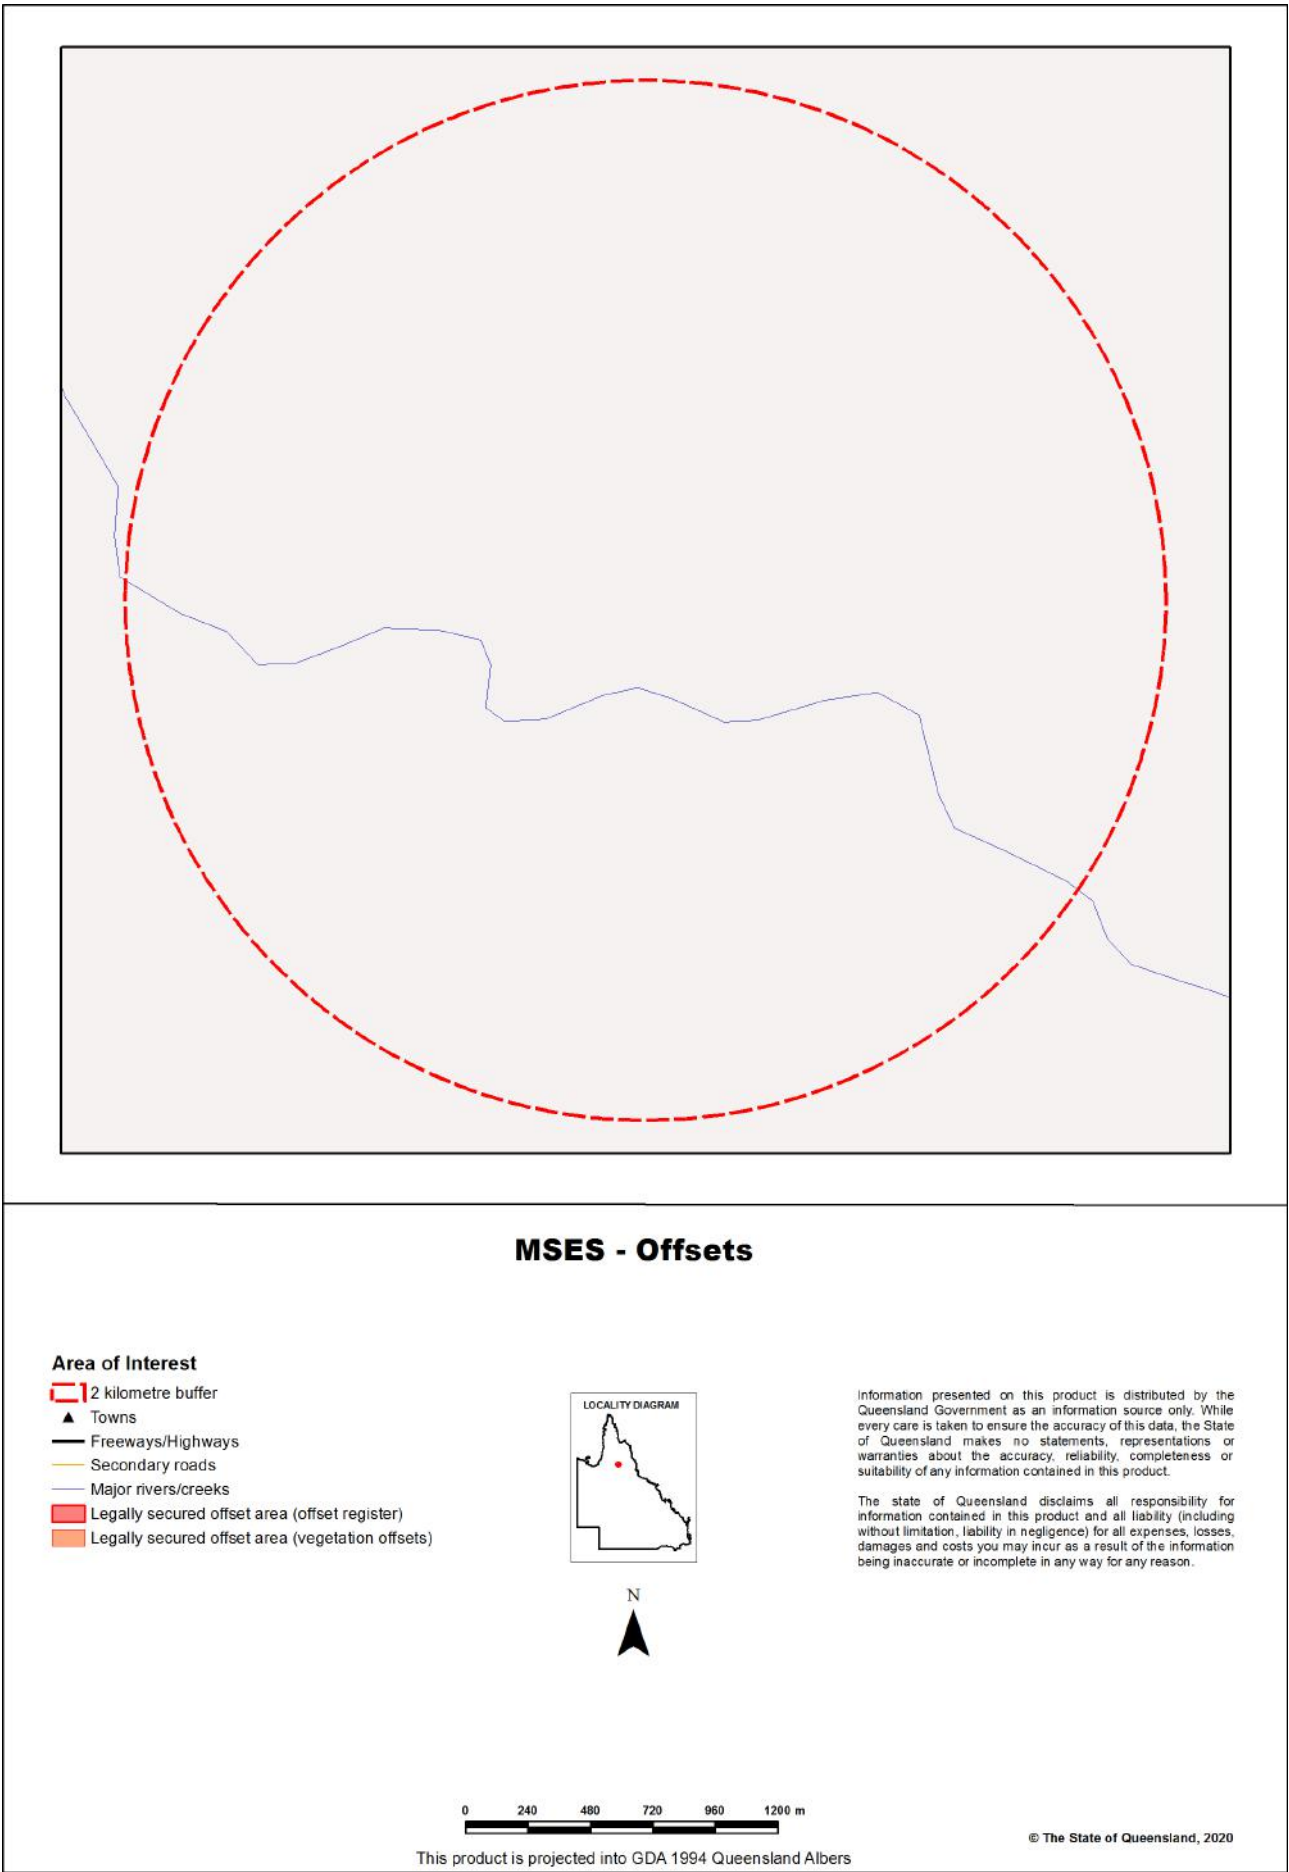 MSES - Offsets
Area of Interest
2 kilometre buffer
Towns
Freeways/Highways
Secondary roads
Major rivers/creeks
Legally secured offset area (offset register)
Legally secured offset area (vegetation offsets)
LOCALITY DIAGRAM
N
Information presented on this product is distributed by the
Queensland Government as an information source only. While
every care is taken to ensure the accuracy of this data, the State
of Queensland makes no statements, representations or
warranties about the accuracy, reliability, completeness or
suitability of any information contained in this product.
The state of Queensland disclaims all responsibility for
information contained in this product and all liability (including
without limitation, liability in negligence) for all expenses, losses,
damages and costs you may incur as a result of the information
being inaccurate or incomplete in any way for any reason.
0 240 480 720 960 1200 m
This product is projected into GDA 1994 Queensland Albers
© The State of Queensland, 2020